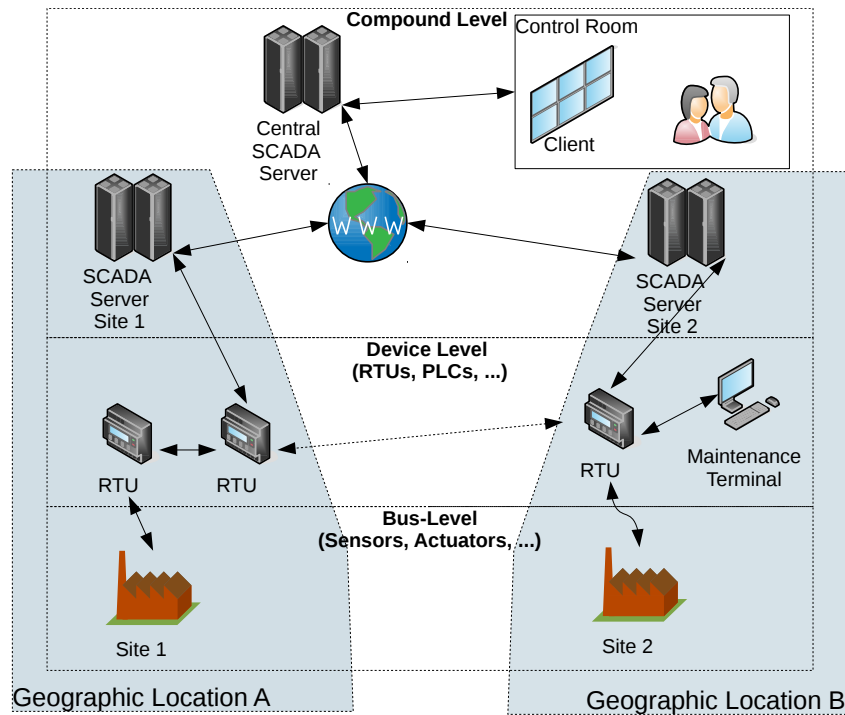 Compound Level
Control Room
Client
Central
SCADA
Server
W W W
SCADA
Server
Site 1
SCADA
Server
Site 2
Device Level
(RTUs, PLCs, ...)
RTU
RTU
RTU
Maintenance
Terminal
Bus-Level
(Sensors, Actuators, ...)
Site 1
Site 2
Geographic Location A
Geographic Location B